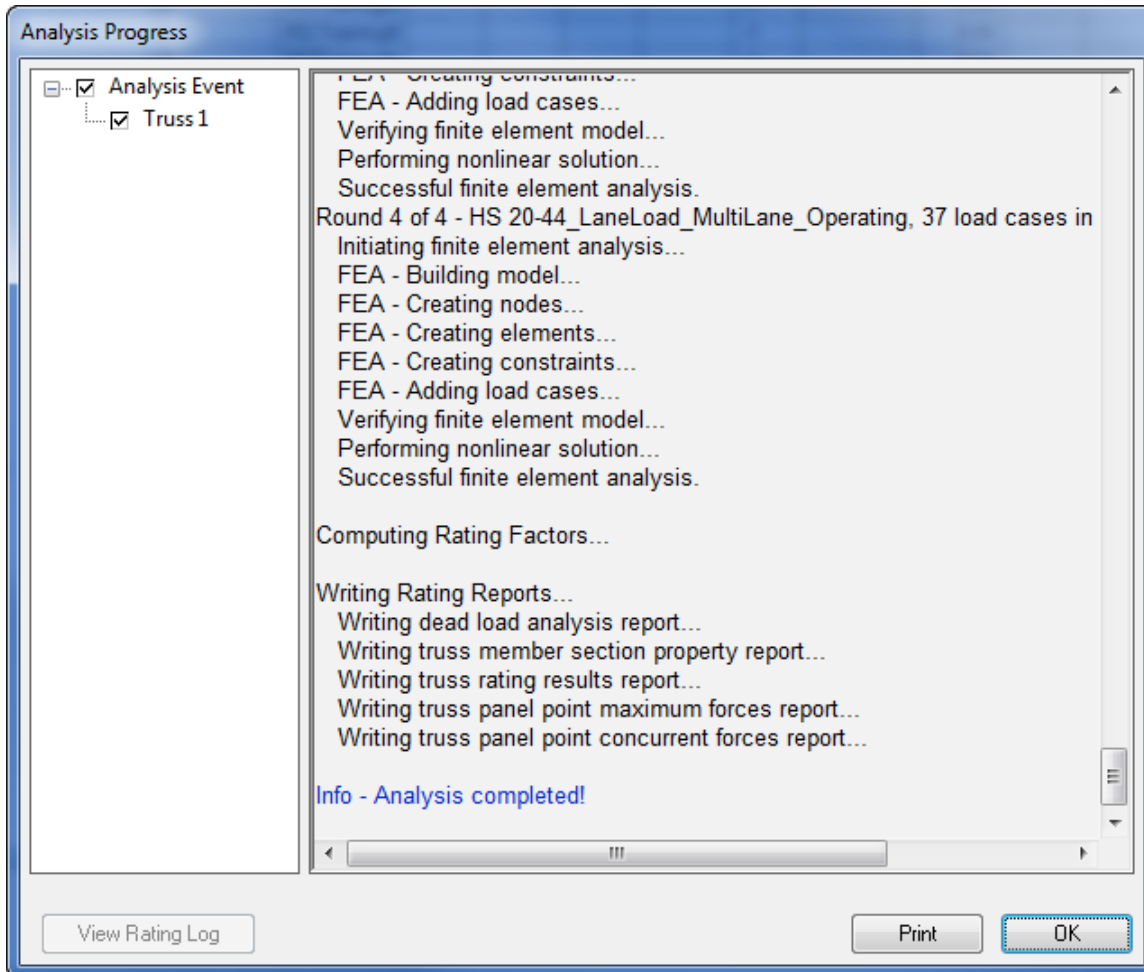 Analysis Progress
Analysis Event
Truss 1
FEA - Creating constraints...
FEA - Adding load cases...
Verifying finite element model...
Performing nonlinear solution...
Successful finite element analysis.
Round 4 of 4 - HS 20-44_LaneLoad_MultiLane_Operating, 37 load cases in
Initiating finite element analysis...
FEA - Building model...
FEA - Creating nodes...
FEA - Creating elements...
FEA - Creating constraints...
FEA - Adding load cases...
Verifying finite element model...
Performing nonlinear solution...
Successful finite element analysis.
Computing Rating Factors...
Writing Rating Reports...
Writing dead load analysis report...
Writing truss member section property report...
Writing truss rating results report...
Writing truss panel point maximum forces report...
Writing truss panel point concurrent forces report...
Info - Analysis completed!
View Rating Log
Print
OK